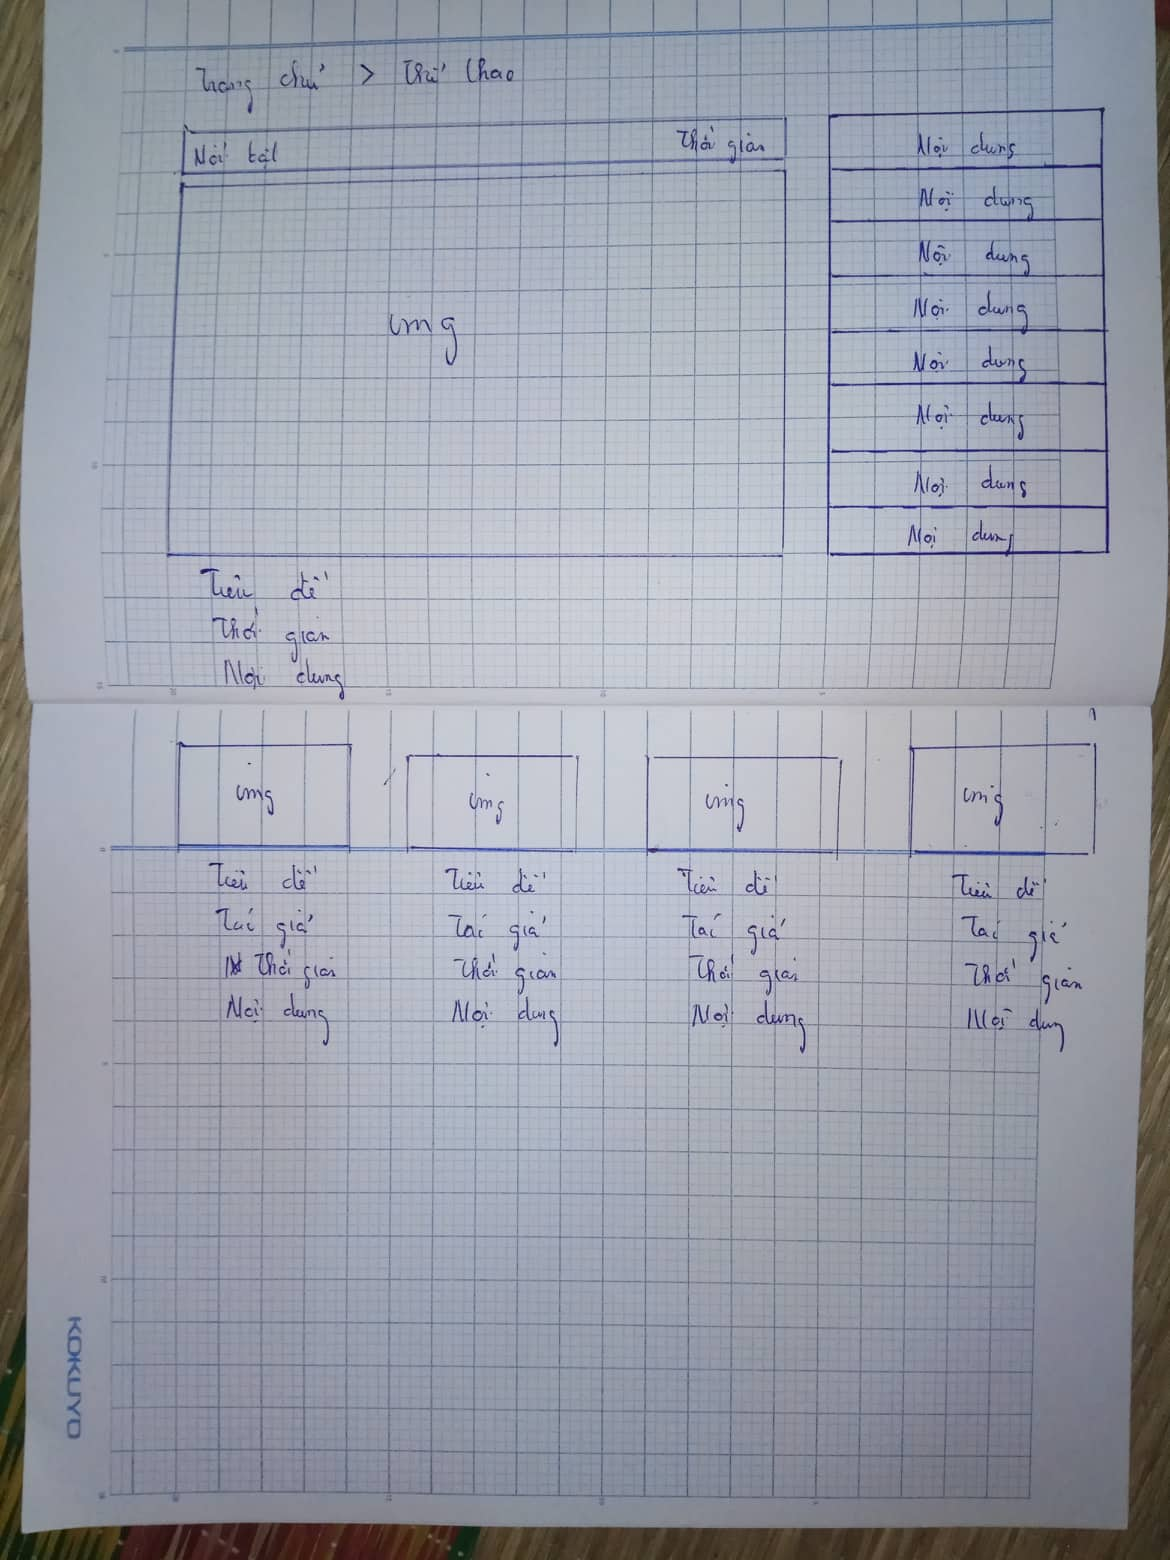 Trang chủ > Thể thao
Nổi bật Thời gian
img
Nội dung
Nội dung
Nội dung
Nội dung
Nội dung
Nội dung
Nội dung
Nội dung
Tiêu đề
Thời gian
Nội dung
img img img img
Tiêu đề Tiêu đề Tiêu đề Tiêu đề
Tác giả Tác giả Tác giả Tác giả
Thời gian Thời gian Thời gian Thời gian
Nội dung Nội dung Nội dung Nội dung
KOKUYO